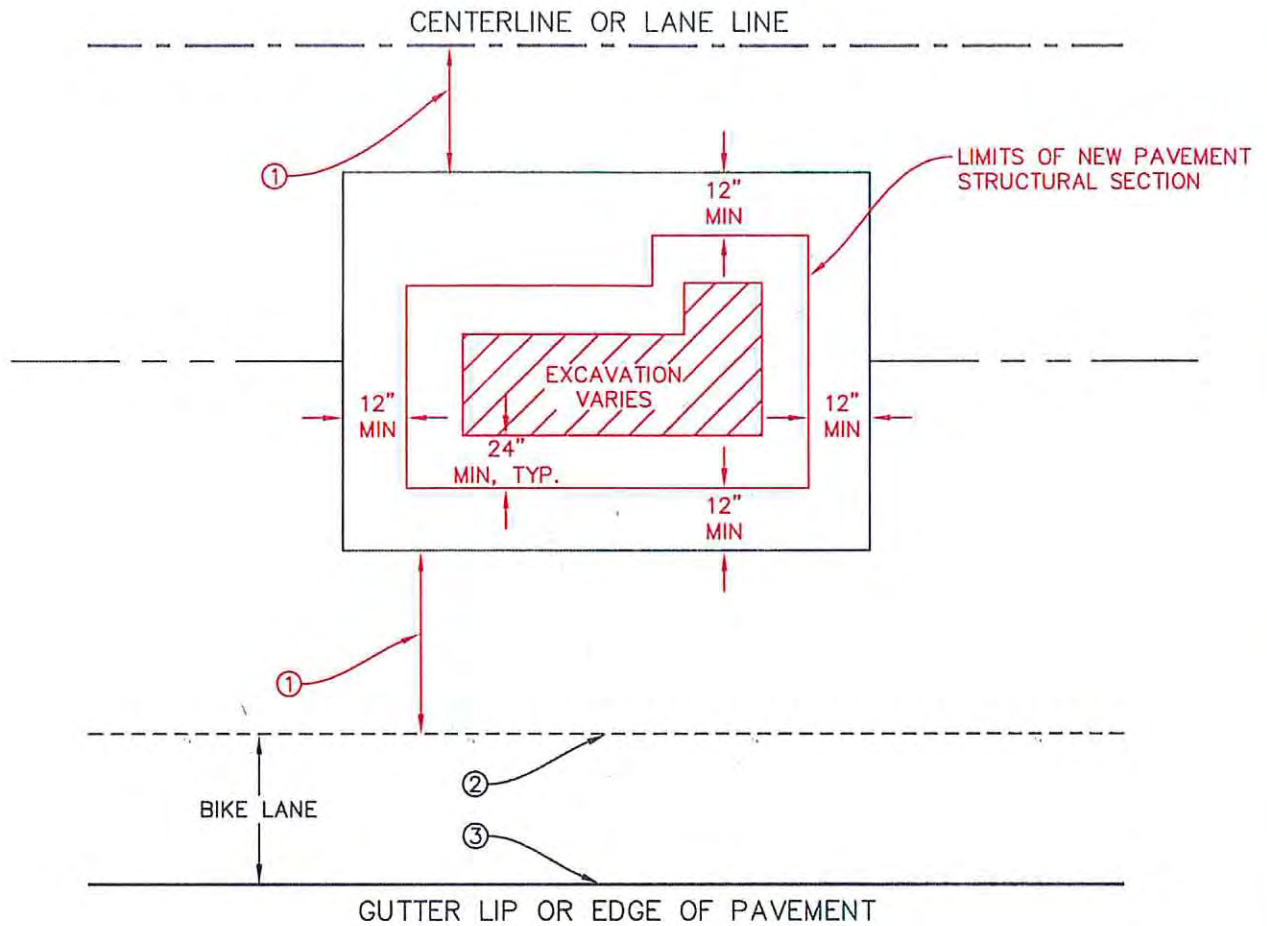 CENTERLINE OR LANE LINE
①
LIMITS OF NEW PAVEMENT
STRUCTURAL SECTION
12"
MIN
EXCAVATION
VARIES
12"
MIN
12"
MIN
24"
MIN, TYP.
12"
MIN
①
②
BIKE LANE
③
GUTTER LIP OR EDGE OF PAVEMENT